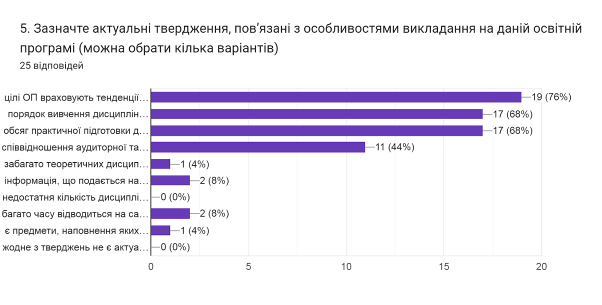 5. Зазначте актуальні твердження, пов’язані з особливостями викладання на даній освітній
програмі (можна обрати кілька варіантів)
25 відповідей
цілі ОП враховують тенденції…
19 (76%)
порядок вивчення дисциплін…
17 (68%)
обсяг практичної підготовки д…
17 (68%)
співвідношення аудиторної та…
11 (44%)
забагато теоретичних дисцип…
1 (4%)
інформація, що подається на…
2 (8%)
недостатня кількість дисциплі…
0 (0%)
багато часу відводиться на са…
2 (8%)
є предмети, наповнення яких…
1 (4%)
жодне з тверджень не є актуа…
0 (0%)
0 5 10 15 20